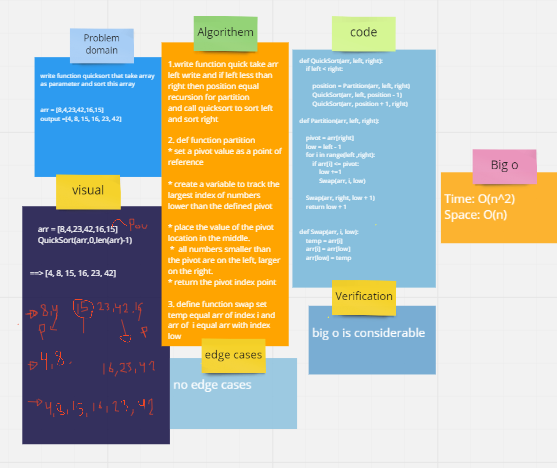 Problem
domain
write function quicksort that take array
as parameter and sort this array
arr = [8,4,23,42,16,15]
output =[4, 8, 15, 16, 23, 42]
Algorithem
1.write function quick take arr
left write and if left less than
right then position equal
recursion for partition
and call quicksort to sort left
and sort right
2. def function partition
* set a pivot value as a point of
reference
* create a variable to track the
largest index of numbers
lower than the defined pivot
* place the value of the pivot
location in the middle.
* all numbers smaller than
the pivot are on the left, larger
on the right.
* return the pivot index point
3. define function swap set
temp equal arr of index i and
arr of i equal arr with index
low
code
def QuickSort(arr, left, right):
if left < right:
position = Partition(arr, left, right)
QuickSort(arr, left, position - 1)
QuickSort(arr, position + 1, right)
def Partition(arr, left, right):
pivot = arr[right]
low = left - 1
for i in range(left ,right):
if arr[i] <= pivot:
low +=1
Swap(arr, i, low)
Swap(arr, right, low + 1)
return low + 1
def Swap(arr, i, low):
temp = arr[i]
arr[i] = arr[low]
arr[low] = temp
Big o
Time: O(n^2)
Space: O(n)
visual
arr = [8,4,23,42,16,15]
QuickSort(arr,0,len(arr)-1)
==> [4, 8, 15, 16, 23, 42]
8,4 15, 23,42,16
P P
4,8. 16,23,42
4,8,15,16,23,42
edge cases
no edge cases
Verification
big o is considerable